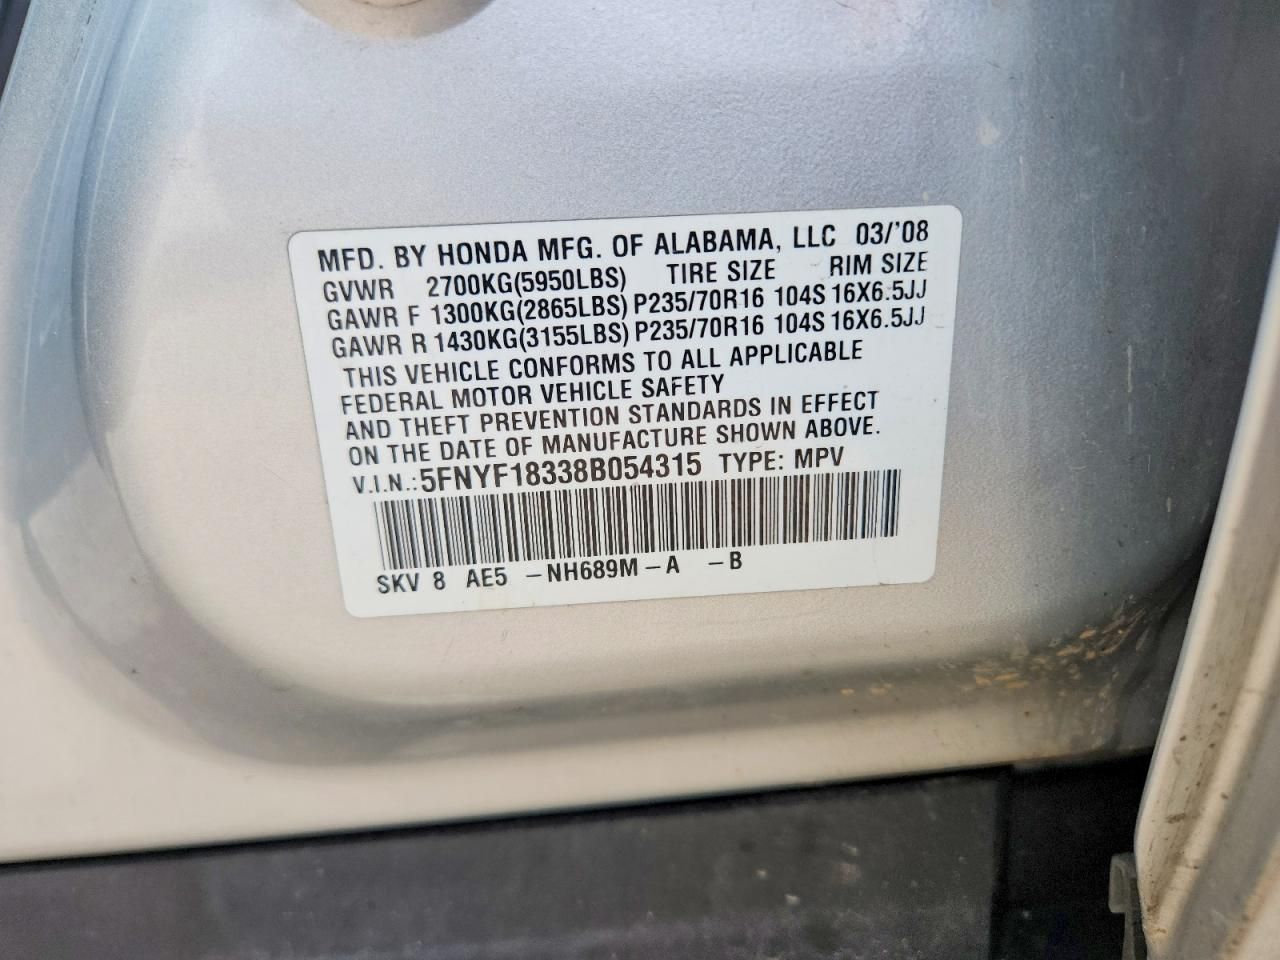 MFD. BY HONDA MFG. OF ALABAMA, LLC 03/'08
GVWR 2700KG(5950LBS) TIRE SIZE RIM SIZE
GAWR F 1300KG(2865LBS) P235/70R16 104S 16X6.5JJ
GAWR R 1430KG(3155LBS) P235/70R16 104S 16X6.5JJ
THIS VEHICLE CONFORMS TO ALL APPLICABLE
FEDERAL MOTOR VEHICLE SAFETY
AND THEFT PREVENTION STANDARDS IN EFFECT
ON THE DATE OF MANUFACTURE SHOWN ABOVE.
V.I.N.: 5FNYF18338B054315 TYPE: MPV
SKV 8 AE5 -NH689M-A -B